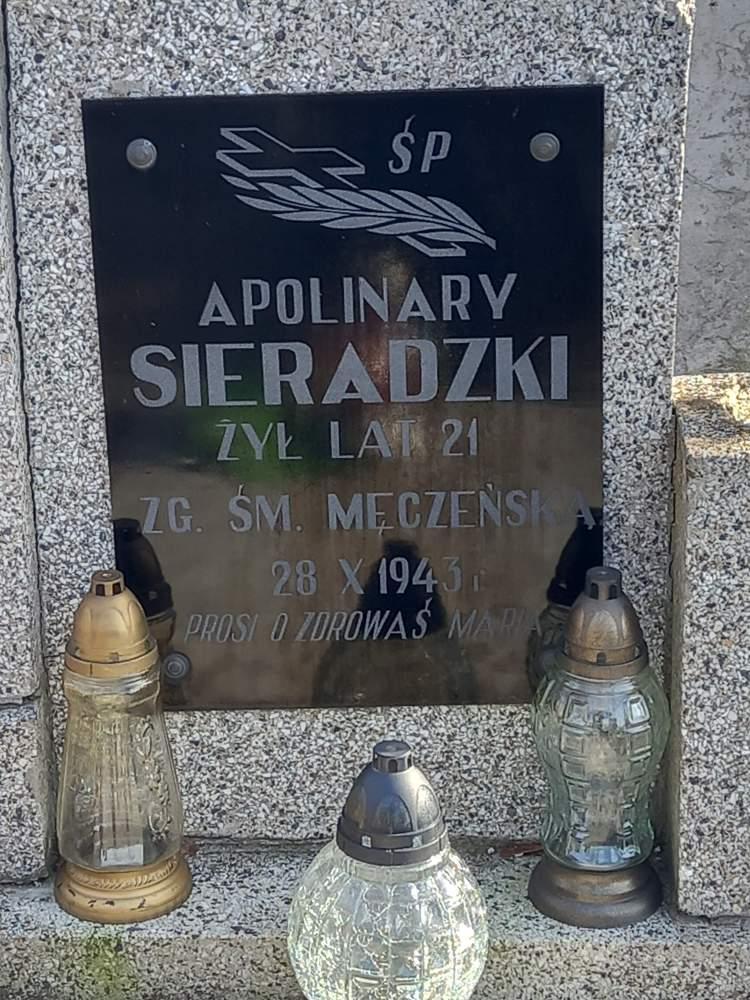 ŚP
APOLINARY
SIERADZKI
ŻYŁ LAT 21
ZG. ŚM. MĘCZEŃSKĄ
28 X 1943 r
PROSI O ZDROWAŚ MARIA